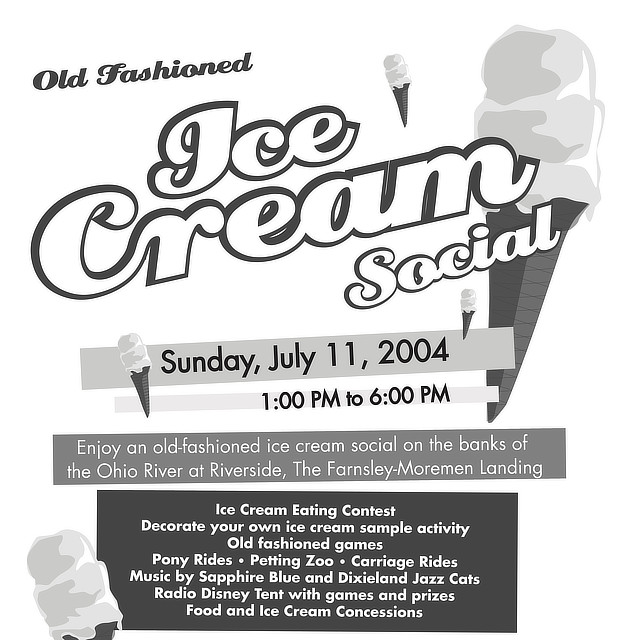 Old Fashioned
Ice
Cream
Social
Sunday, July 11, 2004
1:00 PM to 6:00 PM
Enjoy an old-fashioned ice cream social on the banks of
the Ohio River at Riverside, The Farnsley-Moremen Landing
Ice Cream Eating Contest
Decorate your own ice cream sample activity
Old fashioned games
Pony Rides • Petting Zoo • Carriage Rides
Music by Sapphire Blue and Dixieland Jazz Cats
Radio Disney Tent with games and prizes
Food and Ice Cream Concessions